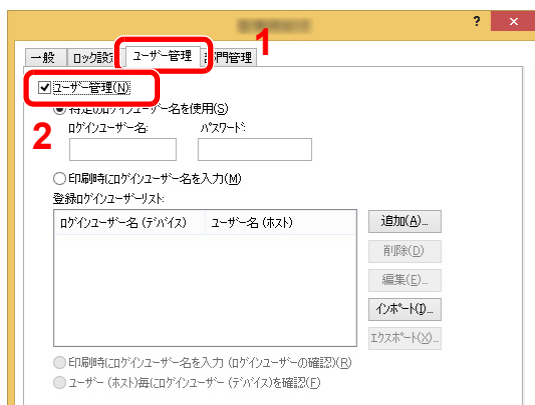 ? ×
1
一般 ロック設定 ユーザー管理 部門管理
ユーザー管理(N)
2
特定のログインユーザー名を使用(S)
ログインユーザー名: パスワード:
印刷時にログインユーザー名を入力(M)
登録ログインユーザーリスト:
ログインユーザー名 (デバイス) ユーザー名 (ホスト)
追加(A)...
削除(D)
編集(E)...
インポート(I)...
エクスポート(X)...
印刷時にログインユーザー名を入力 (ログインユーザーの確認)(R)
ユーザー (ホスト)毎にログインユーザー (デバイス)を確認(F)